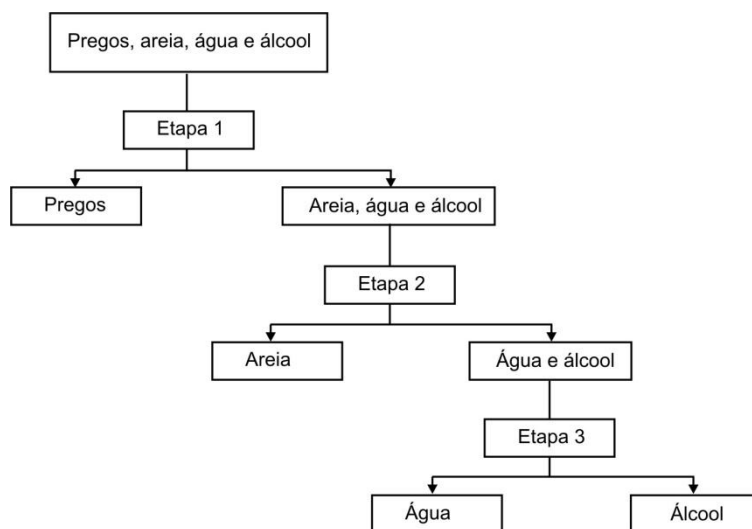 Pregos, areia, água e álcool
Etapa 1
Pregos
Areia, água e álcool
Etapa 2
Areia
Água e álcool
Etapa 3
Água
Álcool